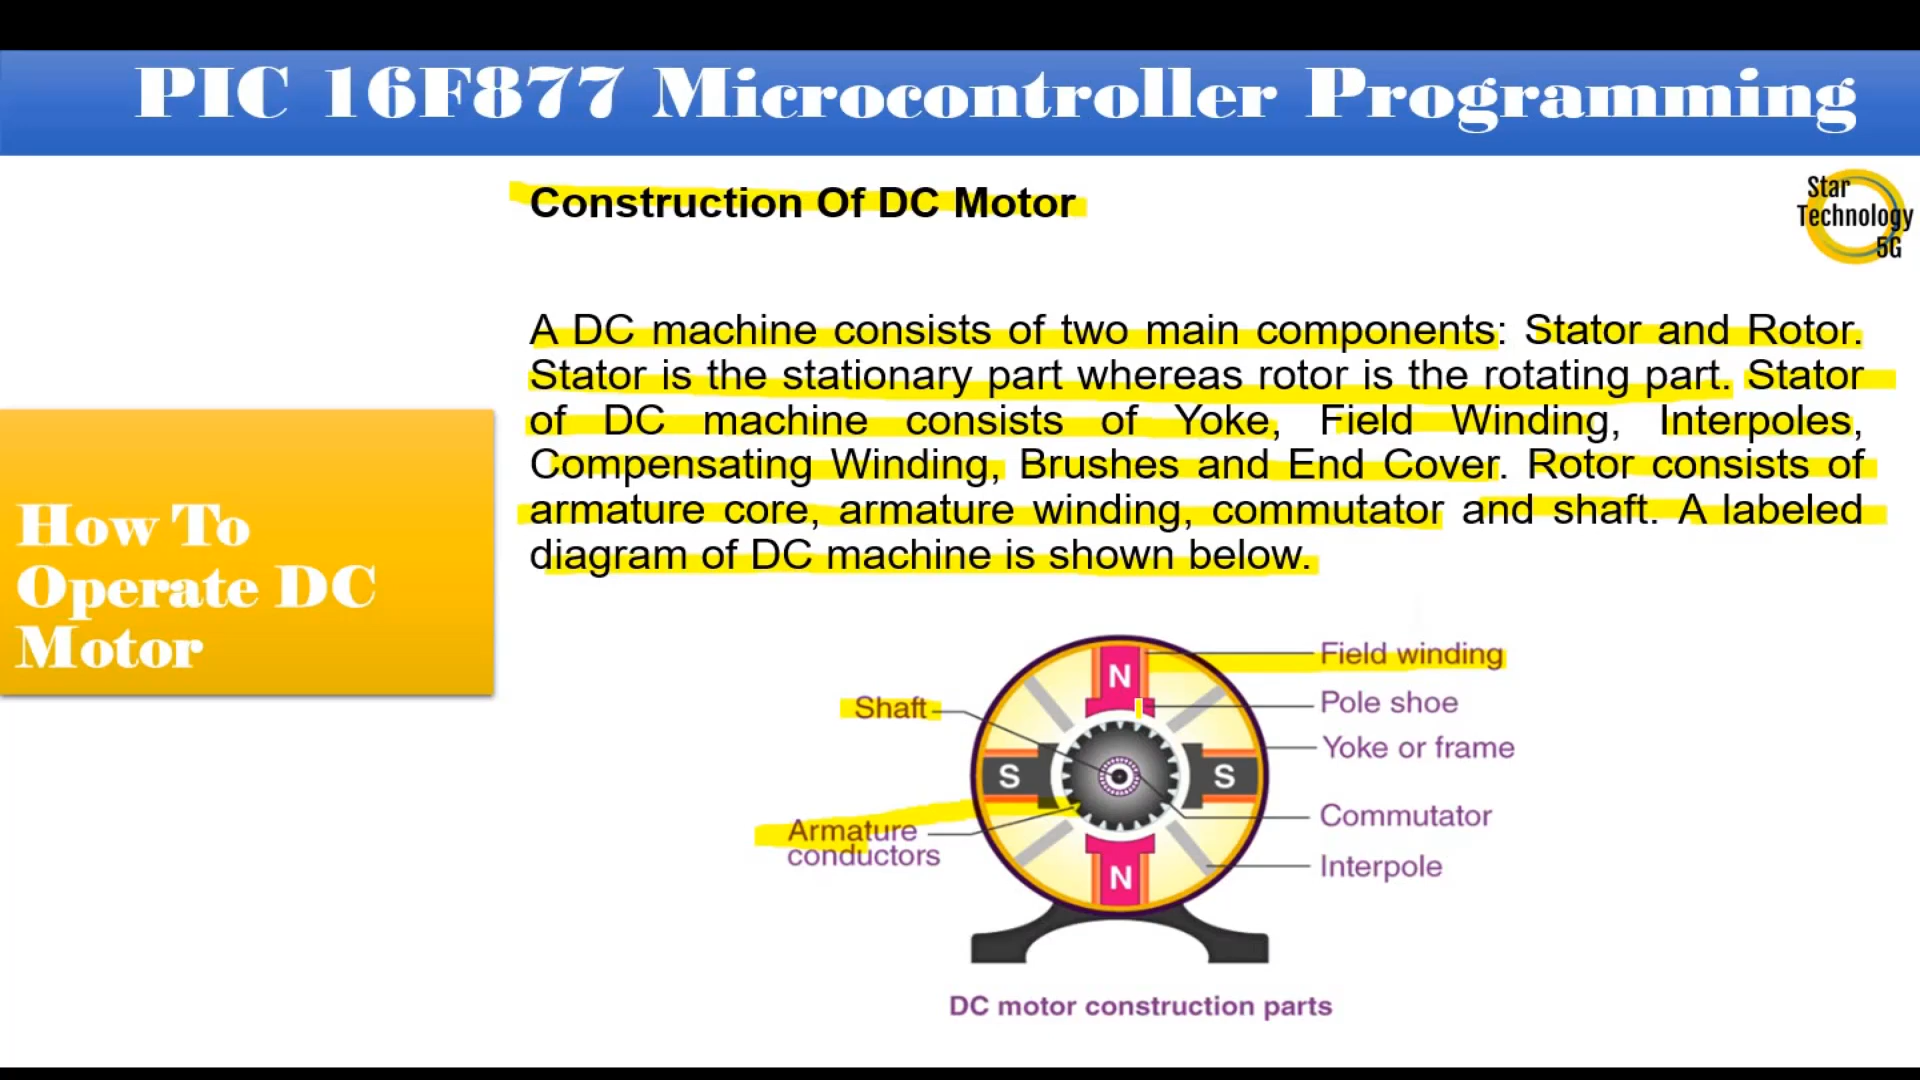 PIC 16F877 Microcontroller Programming
Construction Of DC Motor
Star
Technology
5G
A DC machine consists of two main components: Stator and Rotor.
Stator is the stationary part whereas rotor is the rotating part. Stator
of DC machine consists of Yoke, Field Winding, Interpoles,
Compensating Winding, Brushes and End Cover. Rotor consists of
armature core, armature winding, commutator and shaft. A labeled
diagram of DC machine is shown below.
How To
Operate DC
Motor
Field winding
N
Shaft
Pole shoe
Yoke or frame
S
S
Commutator
Armature
conductors
Interpole
N
DC motor construction parts